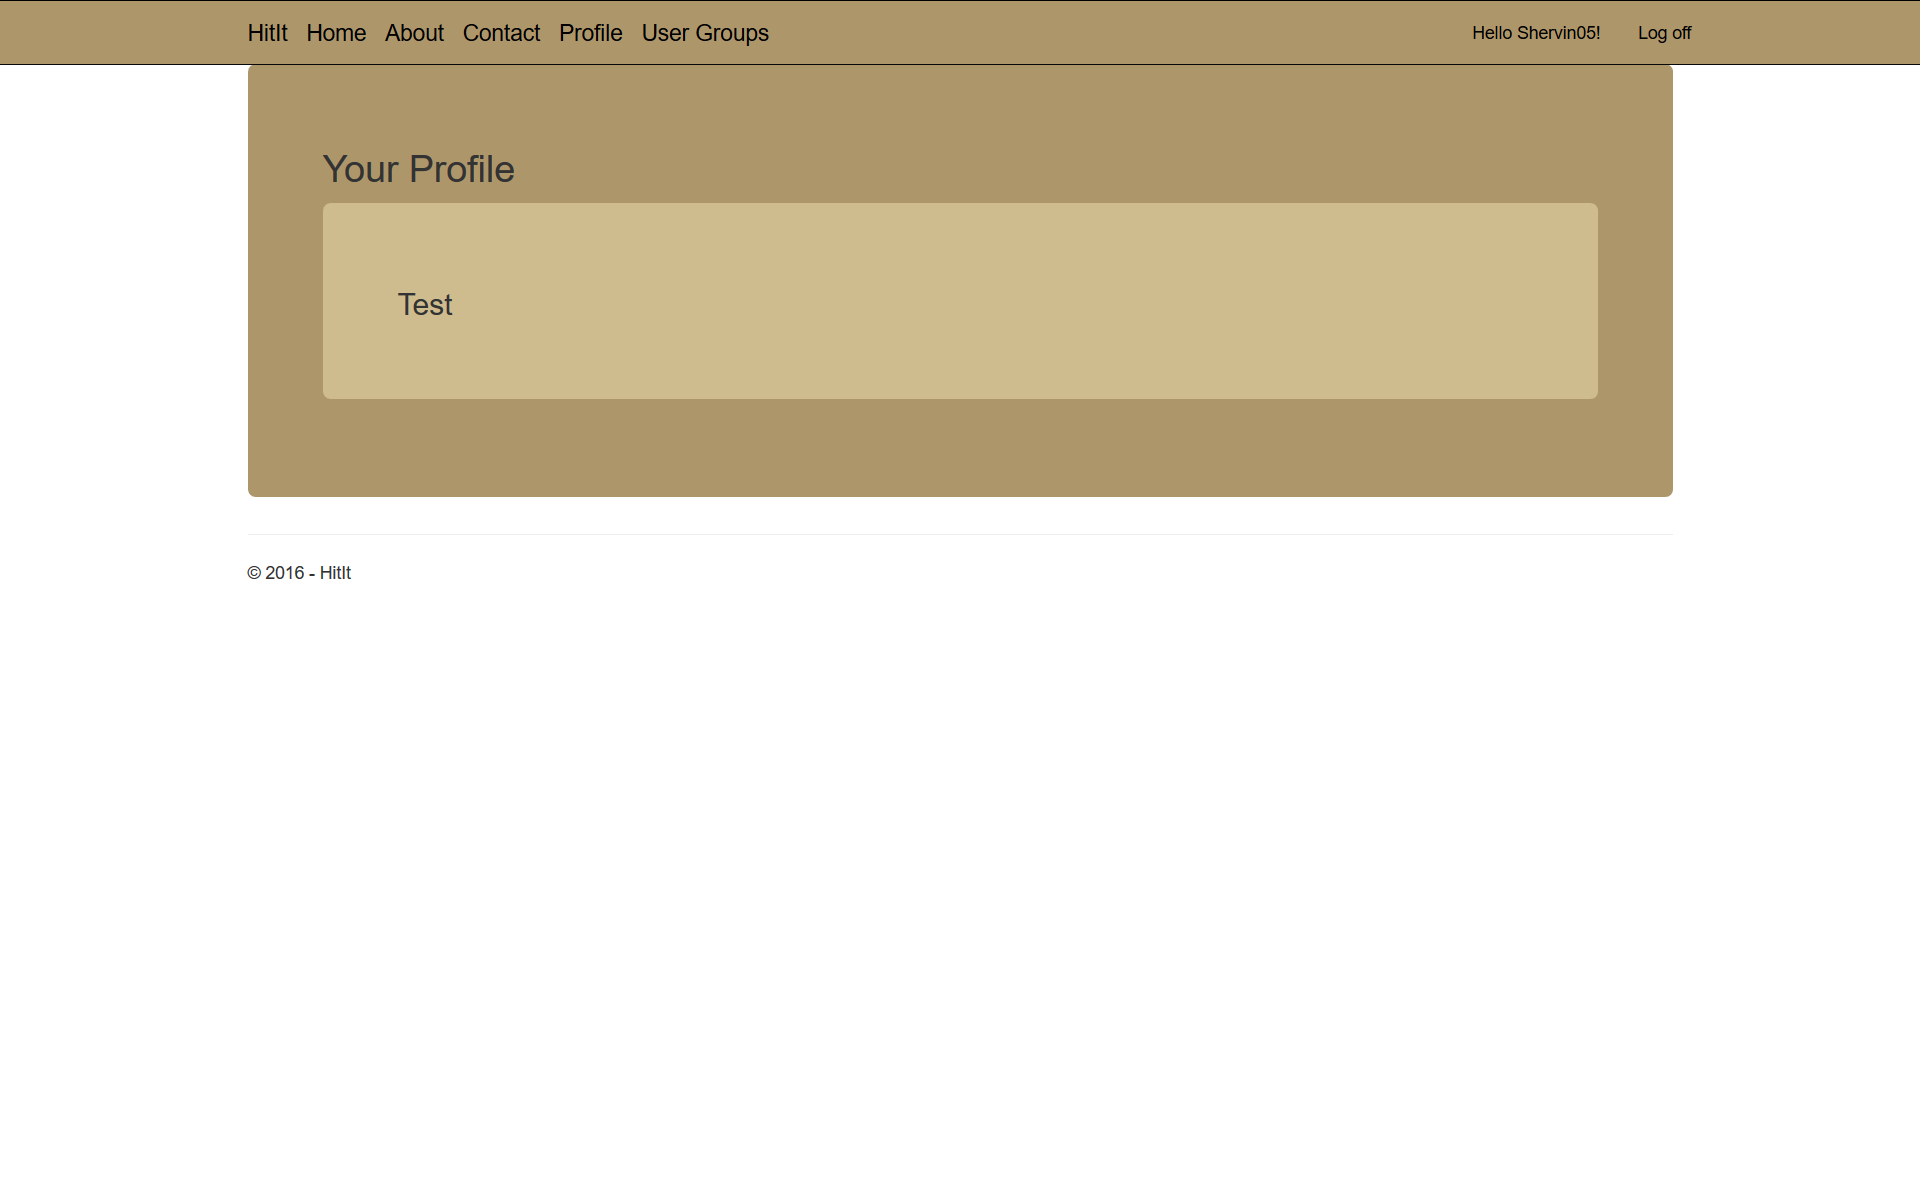 HitIt Home About Contact Profile User Groups Hello Shervin05! Log off
Your Profile
Test
© 2016 - HitIt